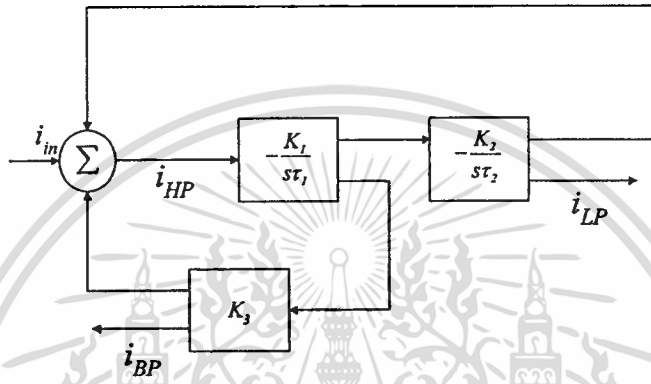 i_in
Σ
i_HP
-K_1/sτ_1
-K_2/sτ_2
i_LP
K_3
i_BP